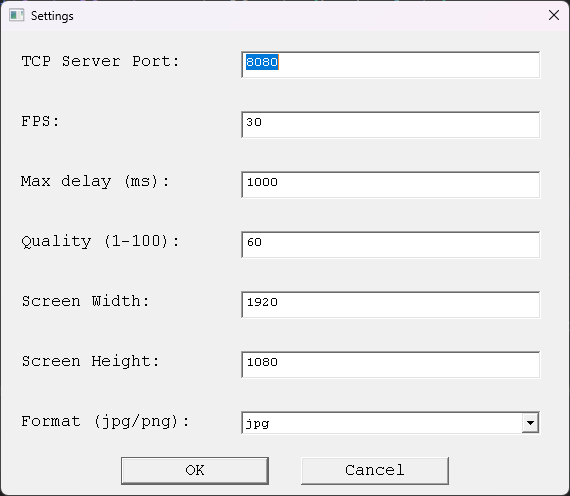 Settings
TCP Server Port: 8080
FPS: 30
Max delay (ms): 1000
Quality (1-100): 60
Screen Width: 1920
Screen Height: 1080
Format (jpg/png): jpg
OK Cancel